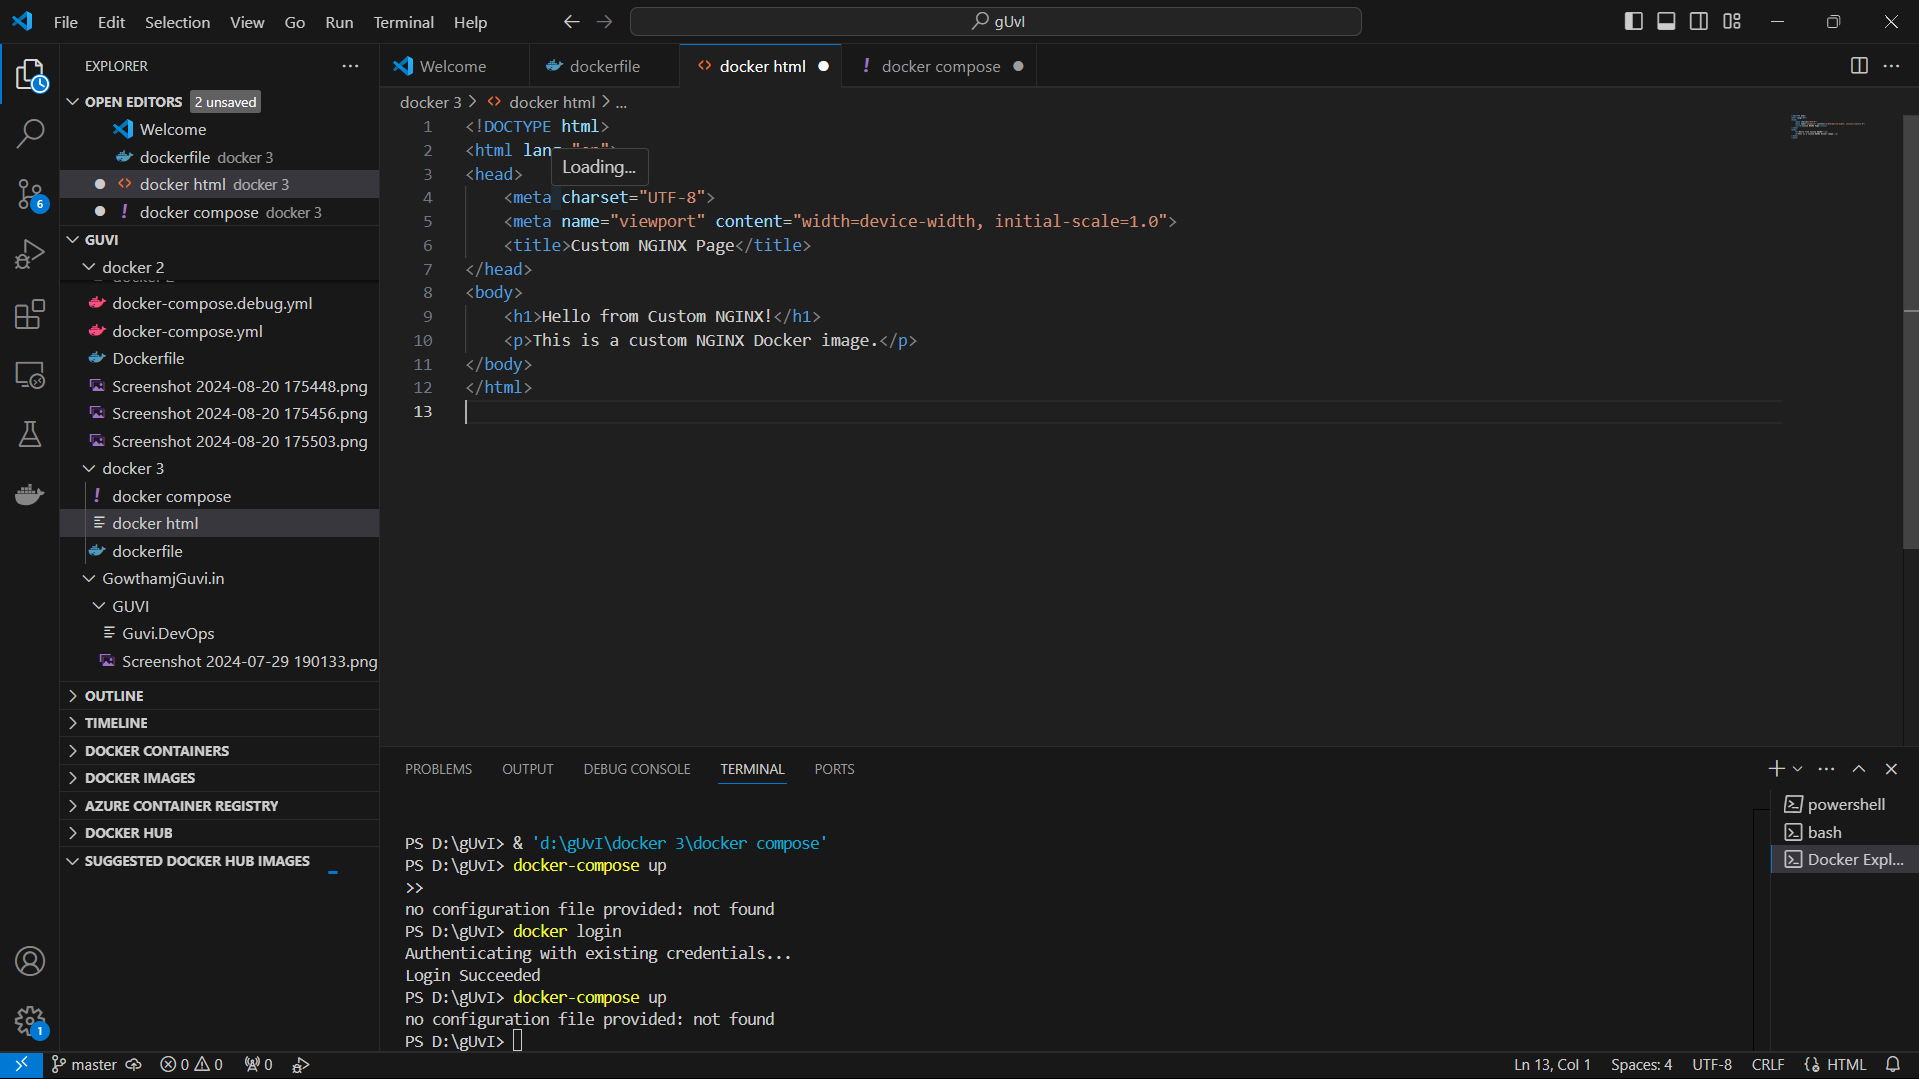 File Edit Selection View Go Run Terminal Help
gUvI
EXPLORER
OPEN EDITORS 2 unsaved
Welcome
dockerfile docker 3
docker html docker 3
docker compose docker 3
GUVI
docker 2
docker-compose.debug.yml
docker-compose.yml
Dockerfile
Screenshot 2024-08-20 175448.png
Screenshot 2024-08-20 175456.png
Screenshot 2024-08-20 175503.png
docker 3
docker compose
docker html
dockerfile
GowthamjGuvi.in
GUVI
Guvi.DevOps
Screenshot 2024-07-29 190133.png
OUTLINE
TIMELINE
DOCKER CONTAINERS
DOCKER IMAGES
AZURE CONTAINER REGISTRY
DOCKER HUB
SUGGESTED DOCKER HUB IMAGES
6
1
Welcome dockerfile docker html docker compose
docker 3 > docker html > ...
1 <!DOCTYPE html>
2 <html lang="en">
Loading...
3 <head>
4 <meta charset="UTF-8">
5 <meta name="viewport" content="width=device-width, initial-scale=1.0">
6 <title>Custom NGINX Page</title>
7 </head>
8 <body>
9 <h1>Hello from Custom NGINX!</h1>
10 <p>This is a custom NGINX Docker image.</p>
11 </body>
12 </html>
13
PROBLEMS OUTPUT DEBUG CONSOLE TERMINAL PORTS
PS D:\gUvI> & 'd:\gUvI\docker 3\docker compose'
PS D:\gUvI> docker-compose up
>>
no configuration file provided: not found
PS D:\gUvI> docker login
Authenticating with existing credentials...
Login Succeeded
PS D:\gUvI> docker-compose up
no configuration file provided: not found
PS D:\gUvI>
powershell
bash
Docker Expl...
master 0 0 0
Ln 13, Col 1 Spaces: 4 UTF-8 CRLF HTML